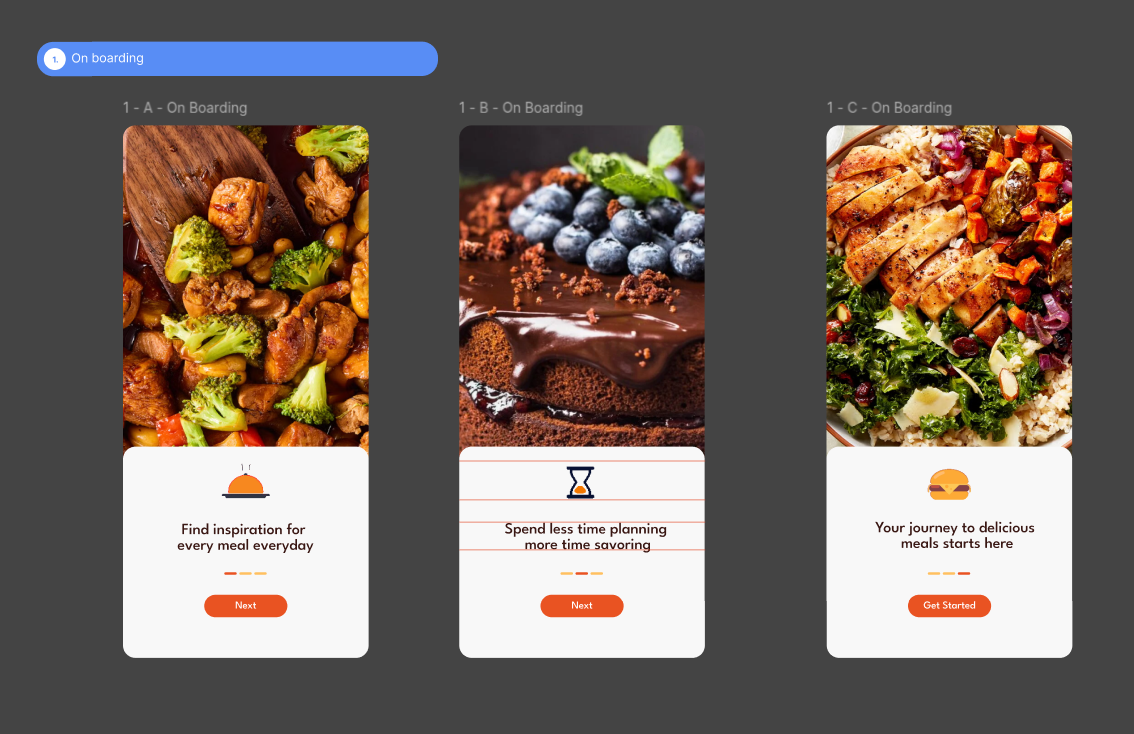 1. On boarding
1 - A - On Boarding
1 - B - On Boarding
1 - C - On Boarding
Find inspiration for
every meal everyday
Next
Spend less time planning
more time savoring
Next
Your journey to delicious
meals starts here
Get Started